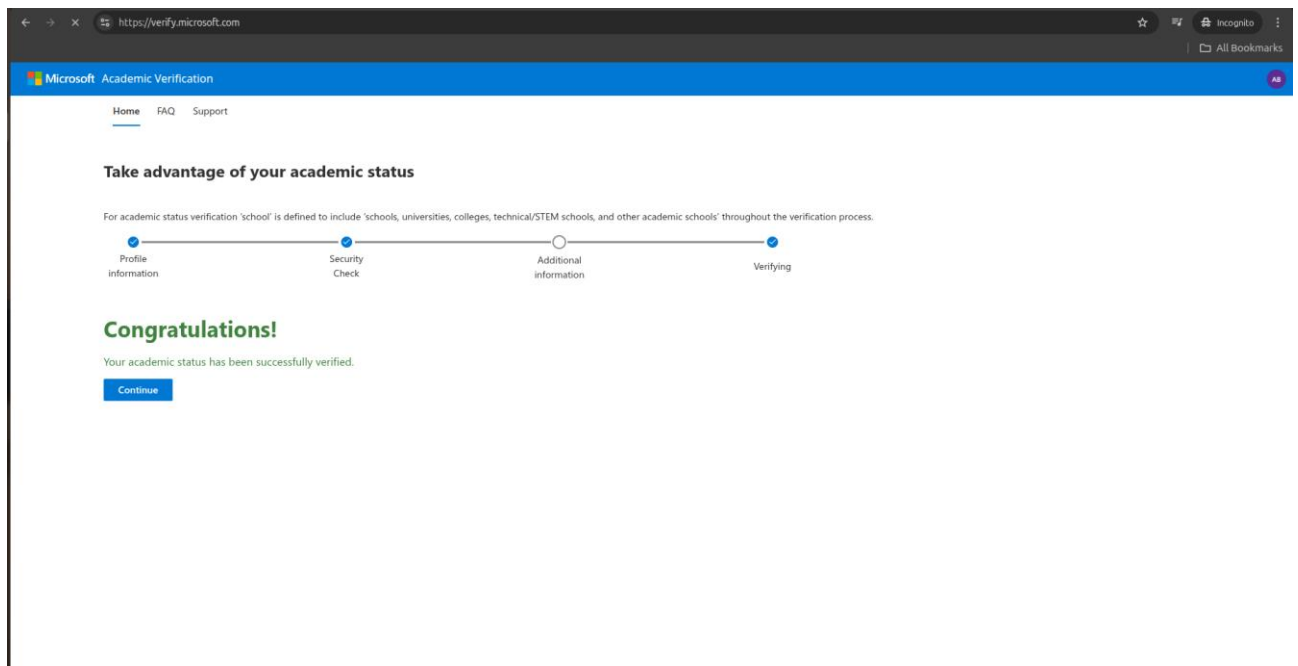 https://verify.microsoft.com
Incognito
All Bookmarks
Microsoft Academic Verification
AB
Home FAQ Support
Take advantage of your academic status
For academic status verification 'school' is defined to include 'schools, universities, colleges, technical/STEM schools, and other academic schools' throughout the verification process.
Profile information
Security Check
Additional information
Verifying
Congratulations!
Your academic status has been successfully verified.
Continue